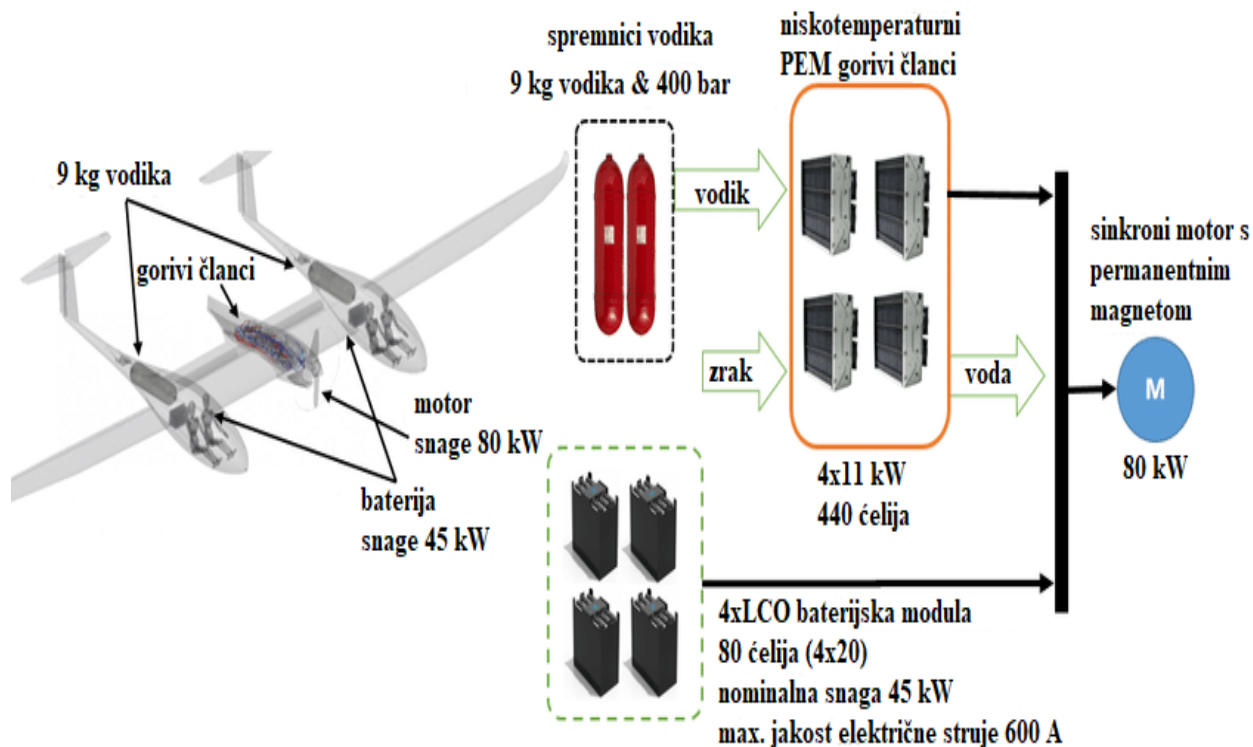 spremnici vodika
9 kg vodika & 400 bar
niskotemperaturni
PEM gorivi članci
9 kg vodika
gorivi članci
motor
snage 80 kW
baterija
snage 45 kW
vodik
zrak
voda
4x11 kW
440 ćelija
sinkroni motor s
permanentnim
magnetom
M
80 kW
4xLCO baterijska modula
80 ćelija (4x20)
nominalna snaga 45 kW
max. jakost električne struje 600 A